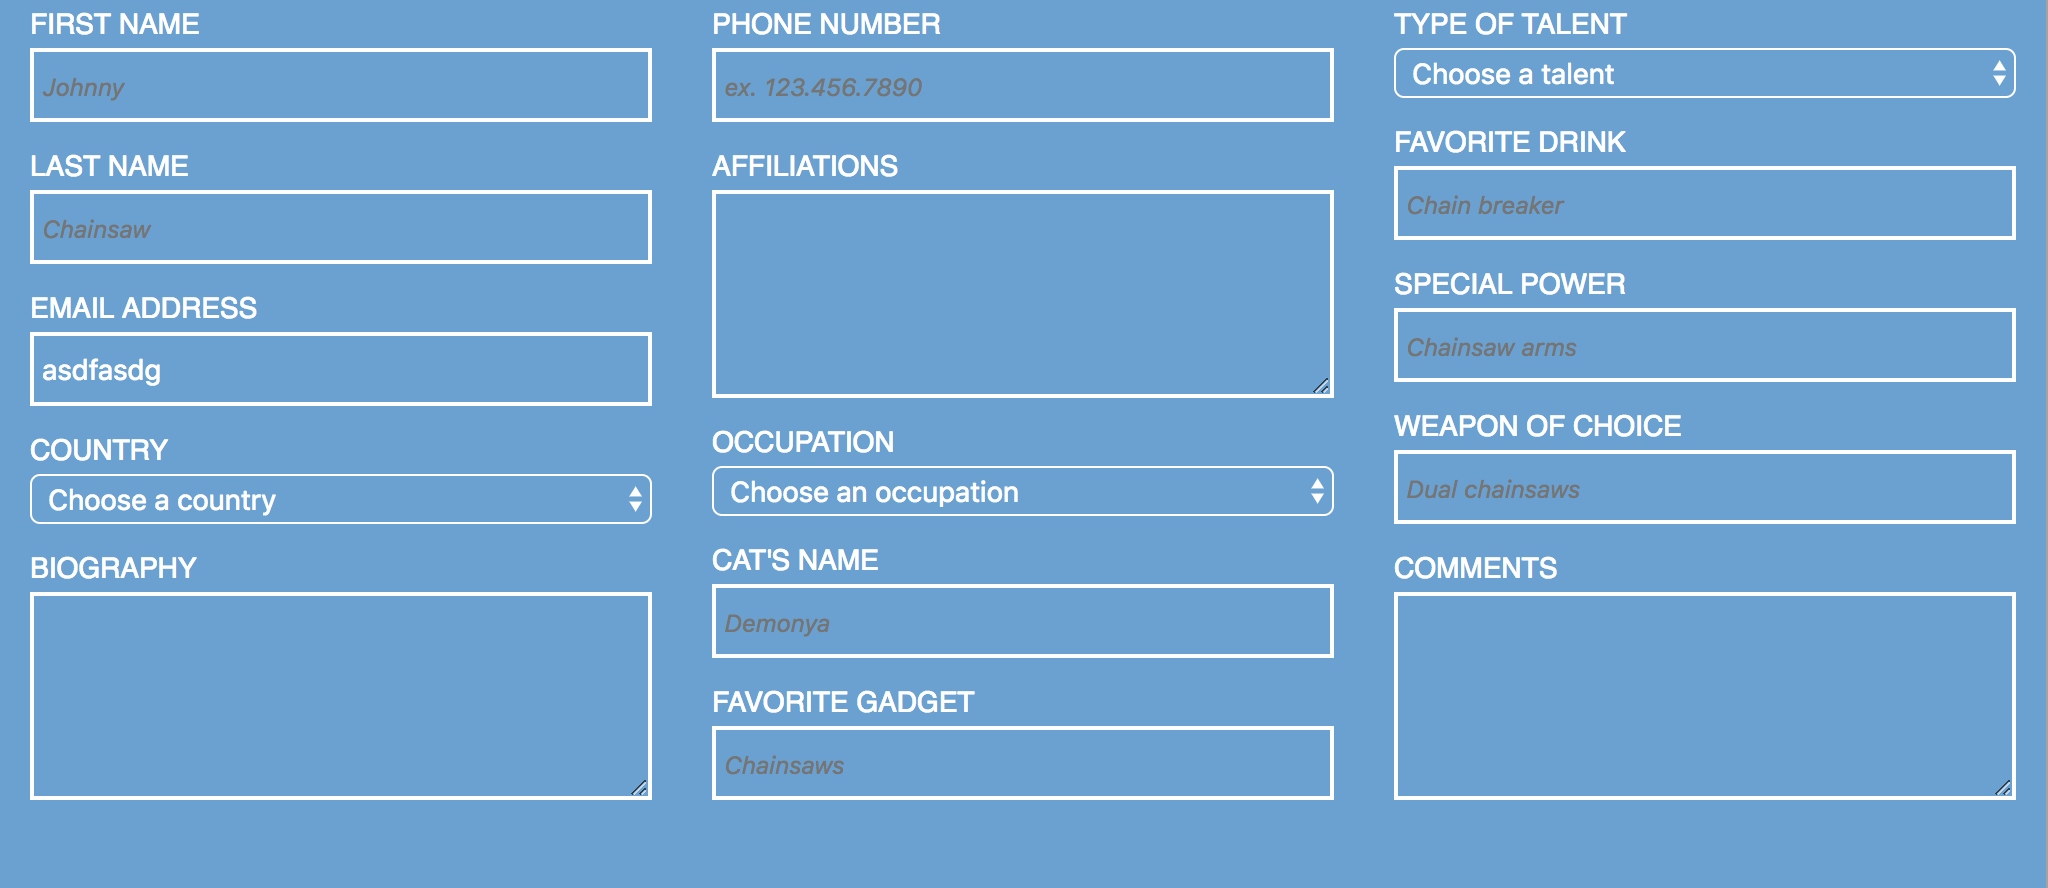 FIRST NAME
Johnny
LAST NAME
Chainsaw
EMAIL ADDRESS
asdfasdg
COUNTRY
Choose a country
BIOGRAPHY
PHONE NUMBER
ex. 123.456.7890
AFFILIATIONS
OCCUPATION
Choose an occupation
CAT'S NAME
Demonya
FAVORITE GADGET
Chainsaws
TYPE OF TALENT
Choose a talent
FAVORITE DRINK
Chain breaker
SPECIAL POWER
Chainsaw arms
WEAPON OF CHOICE
Dual chainsaws
COMMENTS